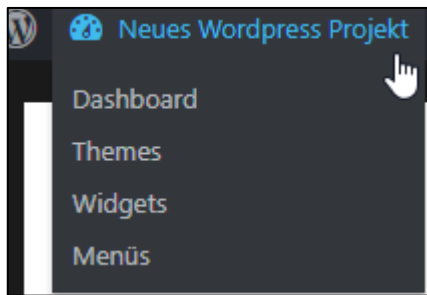 Neues Wordpress Projekt
Dashboard
Themes
Widgets
Menüs